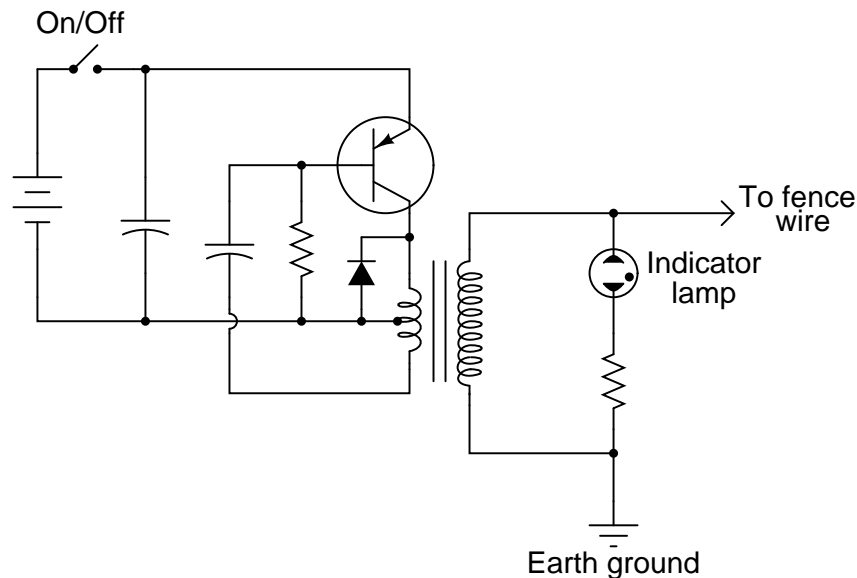 On/Off
To fence
wire
Indicator
lamp
Earth ground